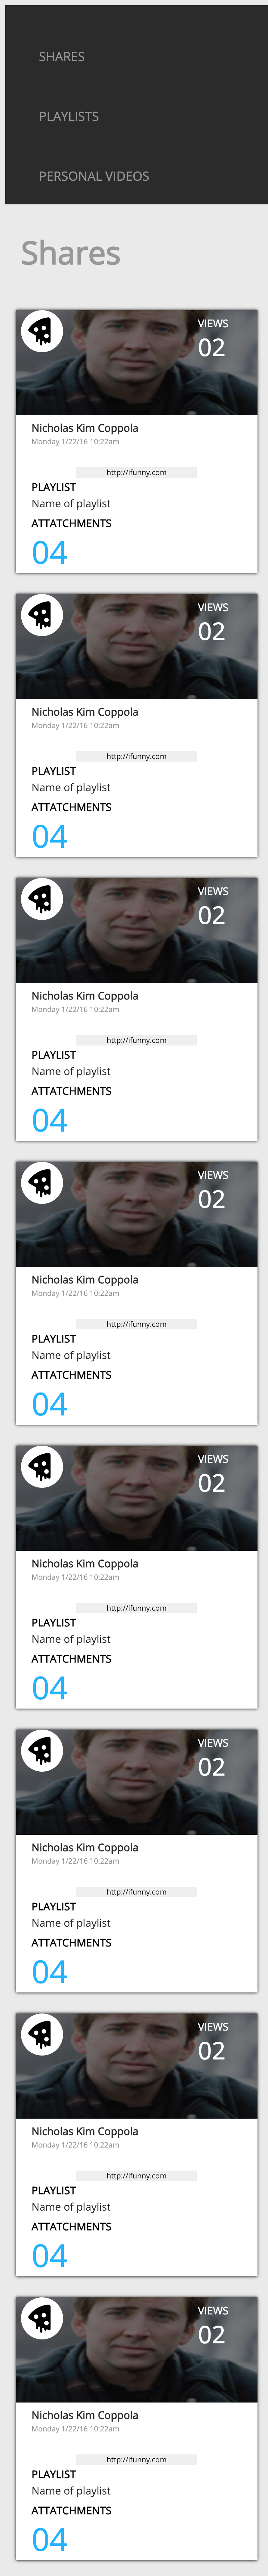 SHARES
PLAYLISTS
PERSONAL VIDEOS
Shares
VIEWS
02
Nicholas Kim Coppola
Monday 1/22/16 10:22am
http://ifunny.com
PLAYLIST
Name of playlist
ATTATCHMENTS
04
VIEWS
02
Nicholas Kim Coppola
Monday 1/22/16 10:22am
http://ifunny.com
PLAYLIST
Name of playlist
ATTATCHMENTS
04
VIEWS
02
Nicholas Kim Coppola
Monday 1/22/16 10:22am
http://ifunny.com
PLAYLIST
Name of playlist
ATTATCHMENTS
04
VIEWS
02
Nicholas Kim Coppola
Monday 1/22/16 10:22am
http://ifunny.com
PLAYLIST
Name of playlist
ATTATCHMENTS
04
VIEWS
02
Nicholas Kim Coppola
Monday 1/22/16 10:22am
http://ifunny.com
PLAYLIST
Name of playlist
ATTATCHMENTS
04
VIEWS
02
Nicholas Kim Coppola
Monday 1/22/16 10:22am
http://ifunny.com
PLAYLIST
Name of playlist
ATTATCHMENTS
04
VIEWS
02
Nicholas Kim Coppola
Monday 1/22/16 10:22am
http://ifunny.com
PLAYLIST
Name of playlist
ATTATCHMENTS
04
VIEWS
02
Nicholas Kim Coppola
Monday 1/22/16 10:22am
http://ifunny.com
PLAYLIST
Name of playlist
ATTATCHMENTS
04